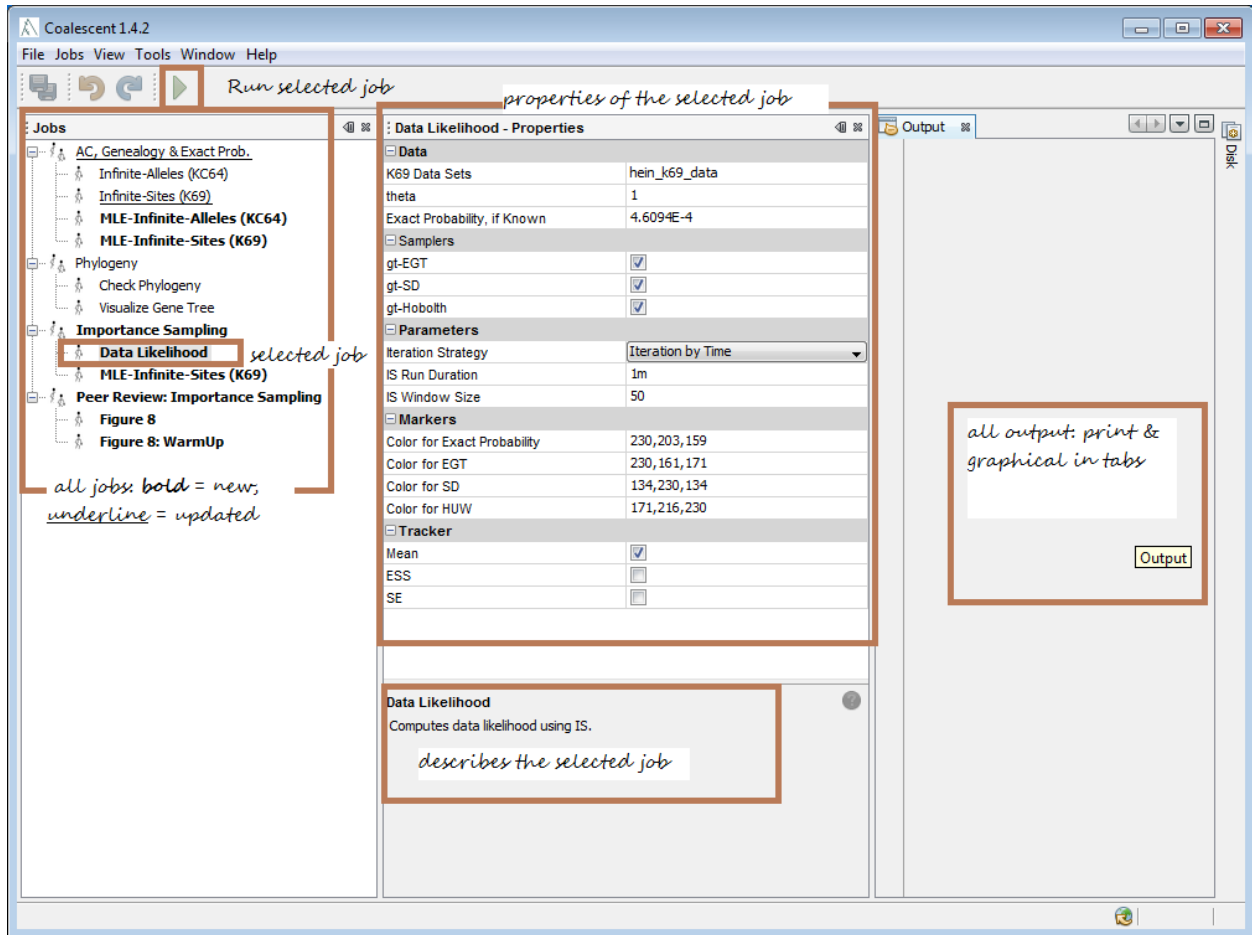 Coalescent 1.4.2
File Jobs View Tools Window Help
Run selected job
properties of the selected job
Jobs
AC, Genealogy & Exact Prob.
Infinite-Alleles (KC64)
Infinite-Sites (K69)
MLE-Infinite-Alleles (KC64)
MLE-Infinite-Sites (K69)
Phylogeny
Check Phylogeny
Visualize Gene Tree
Importance Sampling
Data Likelihood
selected job
MLE-Infinite-Sites (K69)
Peer Review: Importance Sampling
Figure 8
Figure 8: WarmUp
all jobs: bold = new;
underline = updated
Data Likelihood - Properties
Data
K69 Data Sets hein_k69_data
theta 1
Exact Probability, if Known 4.6094E-4
Samplers
gt-EGT
gt-SD
gt-Hobolth
Parameters
Iteration Strategy Iteration by Time
IS Run Duration 1m
IS Window Size 50
Markers
Color for Exact Probability 230,203,159
Color for EGT 230,161,171
Color for SD 134,230,134
Color for HUW 171,216,230
Tracker
Mean
ESS
SE
Data Likelihood
Computes data likelihood using IS.
describes the selected job
Output
Disk
all output: print &
graphical in tabs
Output